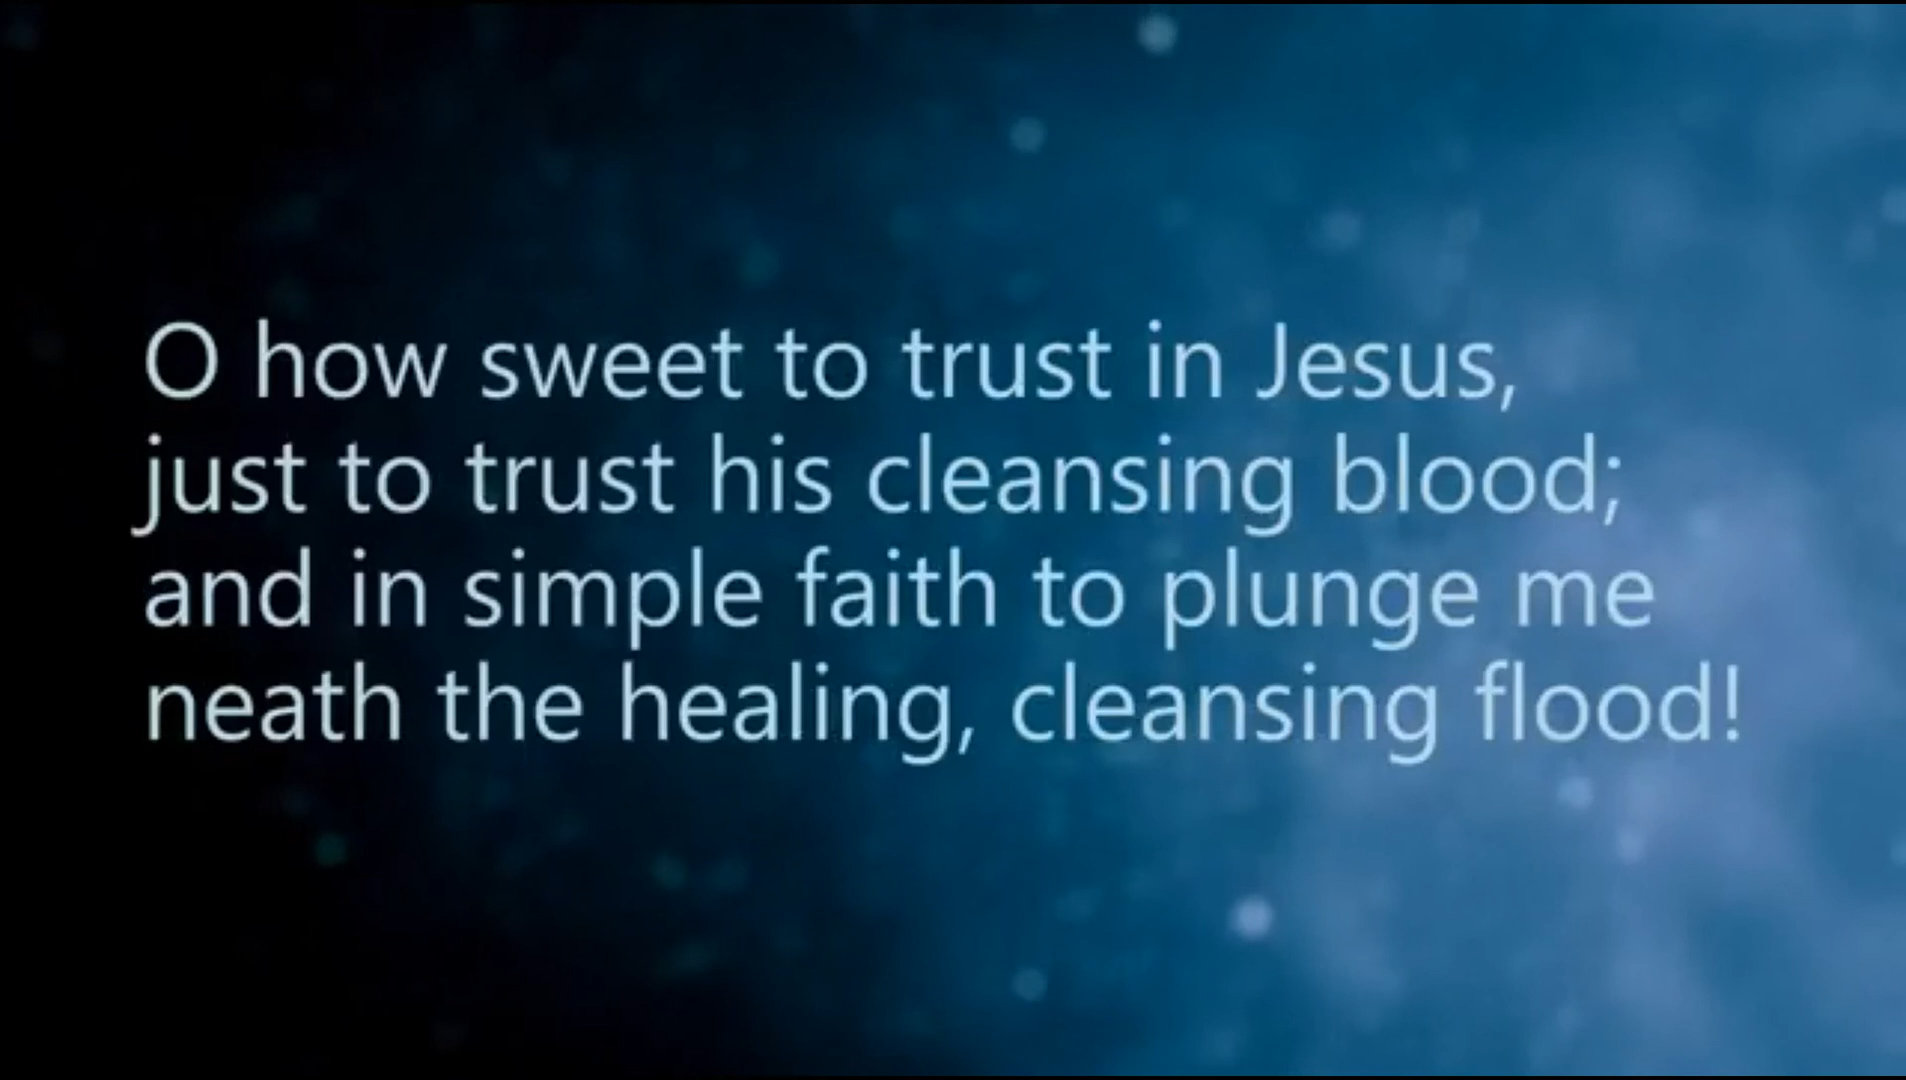 O how sweet to trust in Jesus,
just to trust his cleansing blood;
and in simple faith to plunge me
neath the healing, cleansing flood!